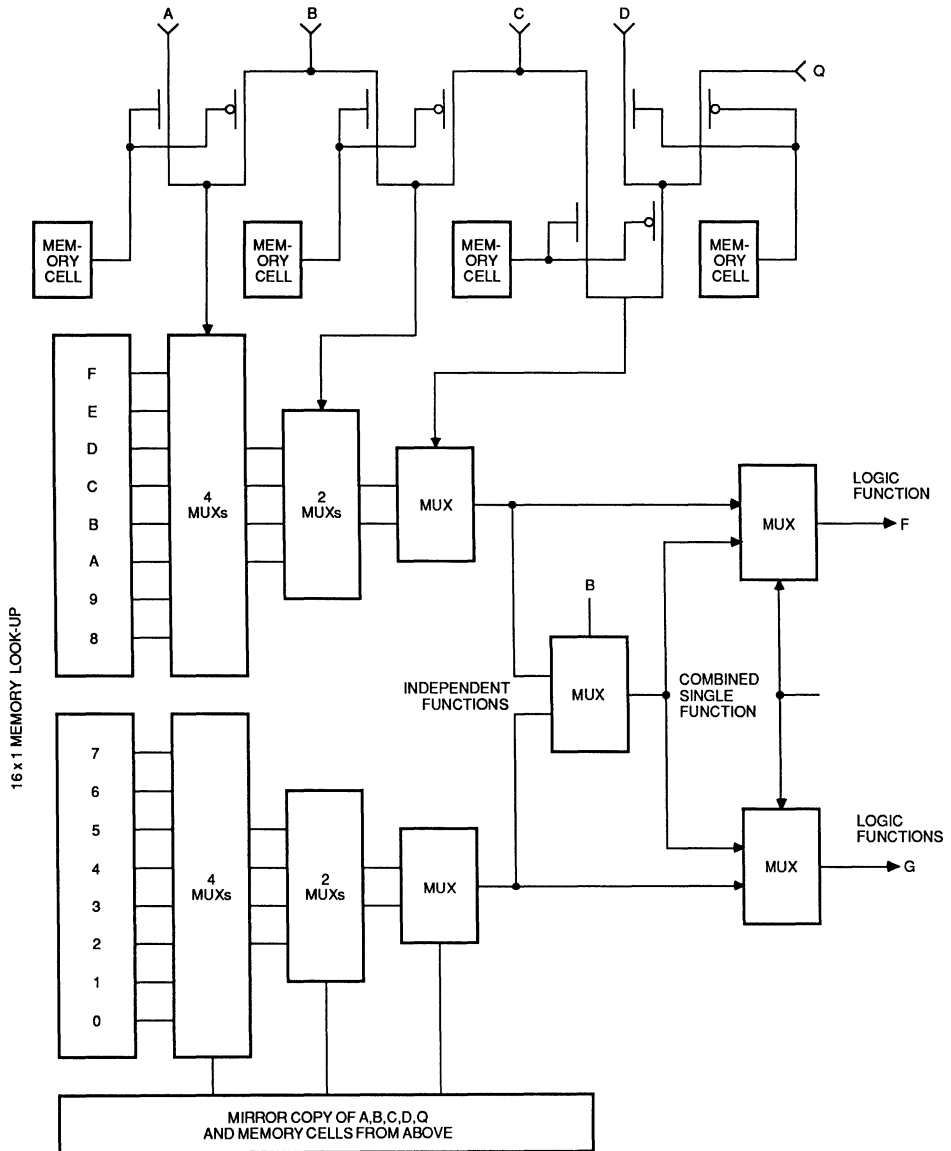 A
B
C
D
Q
MEM-
ORY
CELL
MEM-
ORY
CELL
MEM-
ORY
CELL
MEM-
ORY
CELL
16 x 1 MEMORY LOOK-UP
F
E
D
C
B
A
9
8
4
MUXs
2
MUXs
MUX
MUX
LOGIC
FUNCTION
F
B
INDEPENDENT
FUNCTIONS
MUX
COMBINED
SINGLE
FUNCTION
7
6
5
4
3
2
1
0
4
MUXs
2
MUXs
MUX
MUX
LOGIC
FUNCTIONS
G
MIRROR COPY OF A,B,C,D,Q
AND MEMORY CELLS FROM ABOVE